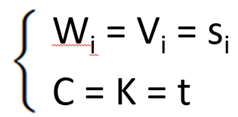 Wᵢ = Vᵢ = sᵢ
C = K = t